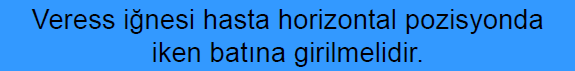 Veress iğnesi hasta horizontal pozisyonda
iken batına girilmelidir.